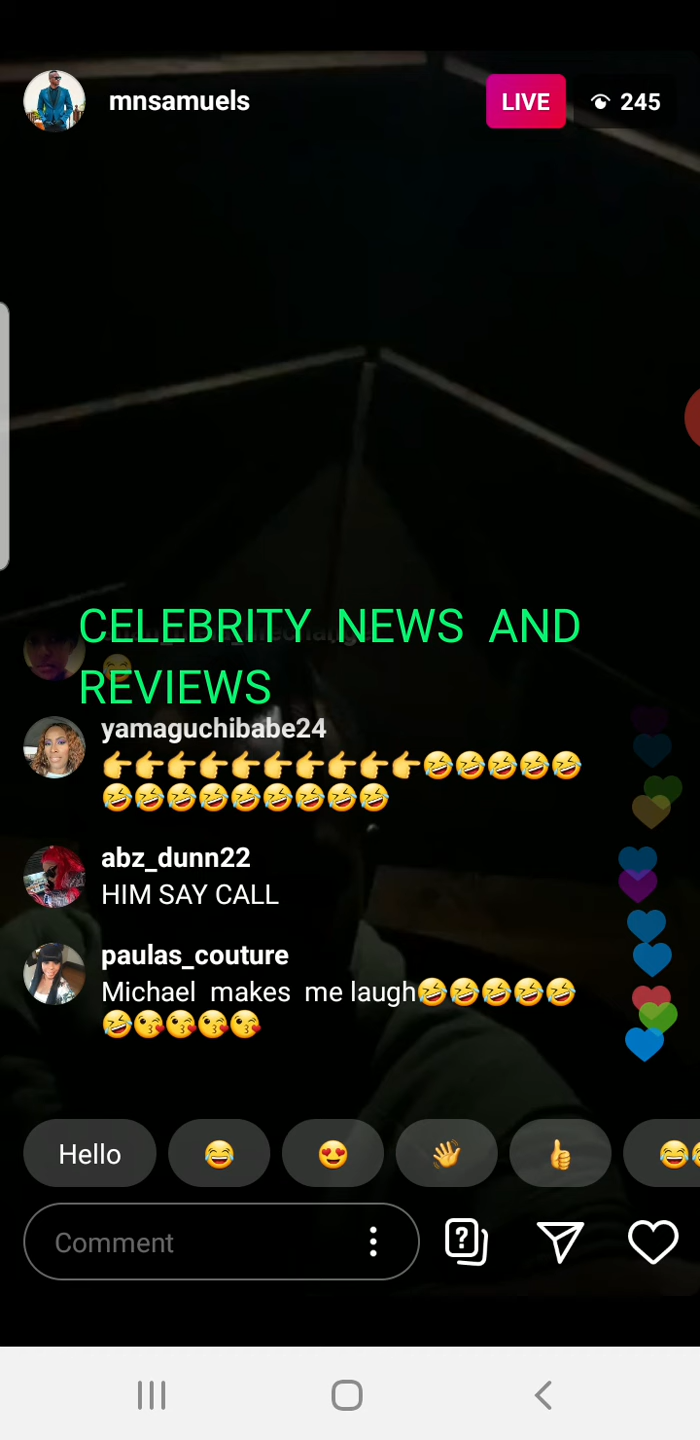 mnsamuels
LIVE
245
CELEBRITY NEWS AND
REVIEWS
yamaguchibabe24
👉👉👉👉👉👉👉👉👉👉🤣🤣🤣🤣🤣
🤣🤣🤣🤣🤣🤣🤣🤣🤣
abz_dunn22
HIM SAY CALL
paulas_couture
Michael makes me laugh🤣🤣🤣🤣🤣
🤣😘😘😘😘
Hello
Comment